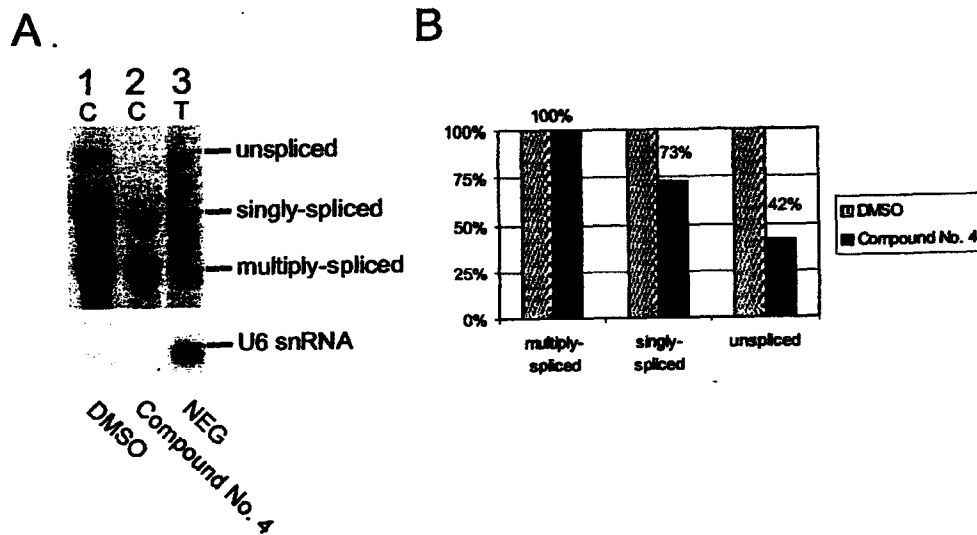 A
B
1 2 3
C C T
unspliced
singly-spliced
multiply-spliced
U6 snRNA
DMSO
Compound No. 4
NEG
100%
100%
75%
50%
25%
0%
73%
42%
multiply-
spliced
singly-
spliced
unspliced
DMSO
Compound No. 4